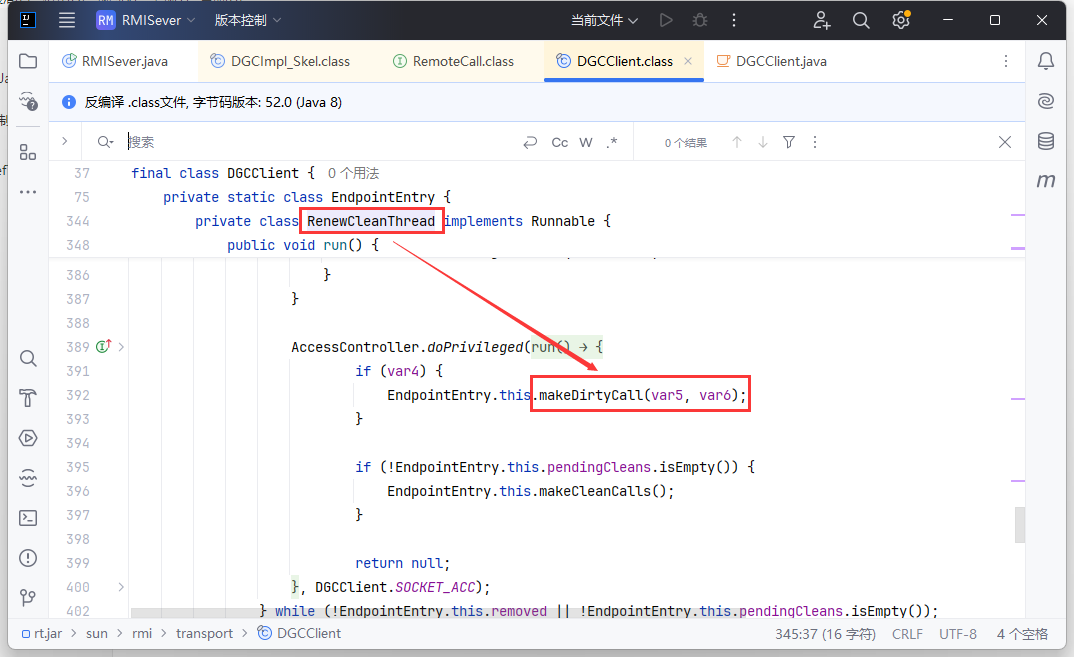 RM RMISever 版本控制 当前文件
RMISever.java DGCImpl_Skel.class RemoteCall.class DGCClient.class DGCClient.java
反编译 .class文件, 字节码版本: 52.0 (Java 8)
搜索 Cc W .* 0 个结果
37 final class DGCClient { 0 个用法
75 private static class EndpointEntry {
344 private class RenewCleanThread implements Runnable {
348 public void run() {
386 }
387 }
388
389 AccessController.doPrivileged(run() → {
391 if (var4) {
392 EndpointEntry.this.makeDirtyCall(var5, var6);
393 }
394
395 if (!EndpointEntry.this.pendingCleans.isEmpty()) {
396 EndpointEntry.this.makeCleanCalls();
397 }
398
399 return null;
400 }, DGCClient.SOCKET_ACC);
402 } while (!EndpointEntry.this.removed || !EndpointEntry.this.pendingCleans.isEmpty());
rt.jar > sun > rmi > transport > DGCClient 345:37 (16 字符) CRLF UTF-8 4 个空格